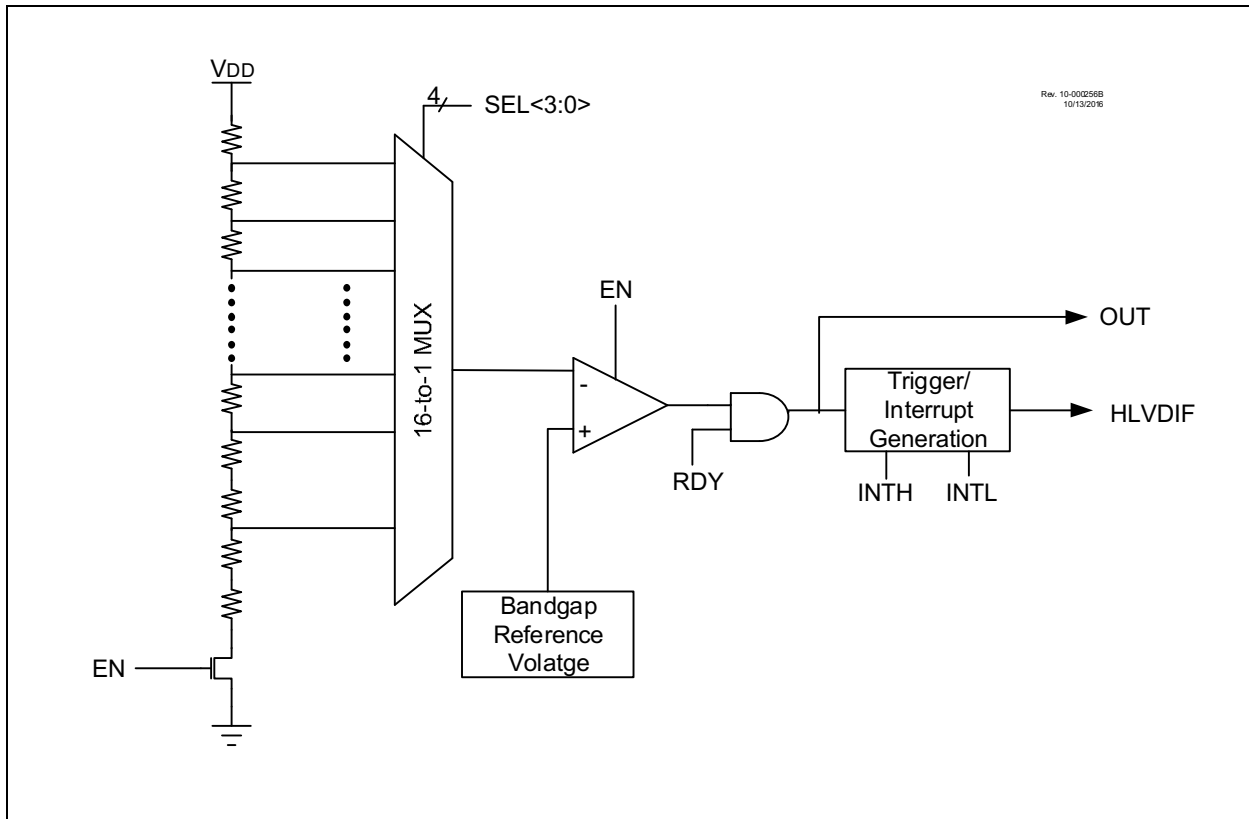 VDD
4
SEL<3:0>
Rev. 10-000256B
10/13/2016
16-to-1 MUX
EN
-
+
RDY
OUT
Trigger/
Interrupt
Generation
HLVDIF
INTH
INTL
Bandgap
Reference
Volatge
EN